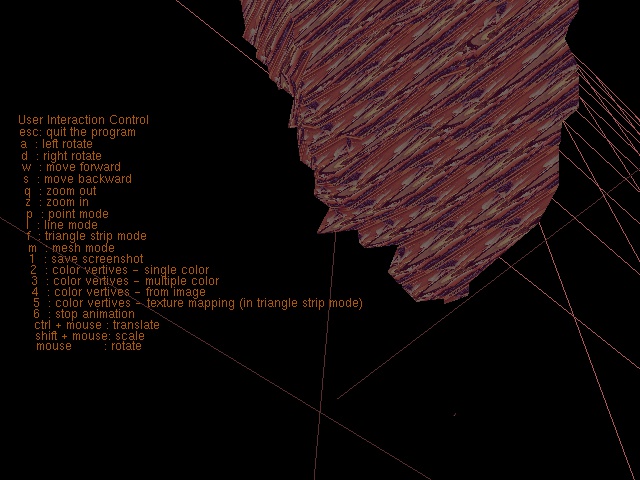 User Interaction Control
esc: quit the program
a : left rotate
d : right rotate
w : move forward
s : move backward
q : zoom out
z : zoom in
p : point mode
l : line mode
f : triangle strip mode
m : mesh mode
1 : save screenshot
2 : color vertives - single color
3 : color vertives - multiple color
4 : color vertives - from image
5 : color vertives - texture mapping (in triangle strip mode)
6 : stop animation
ctrl + mouse : translate
shift + mouse: scale
mouse : rotate